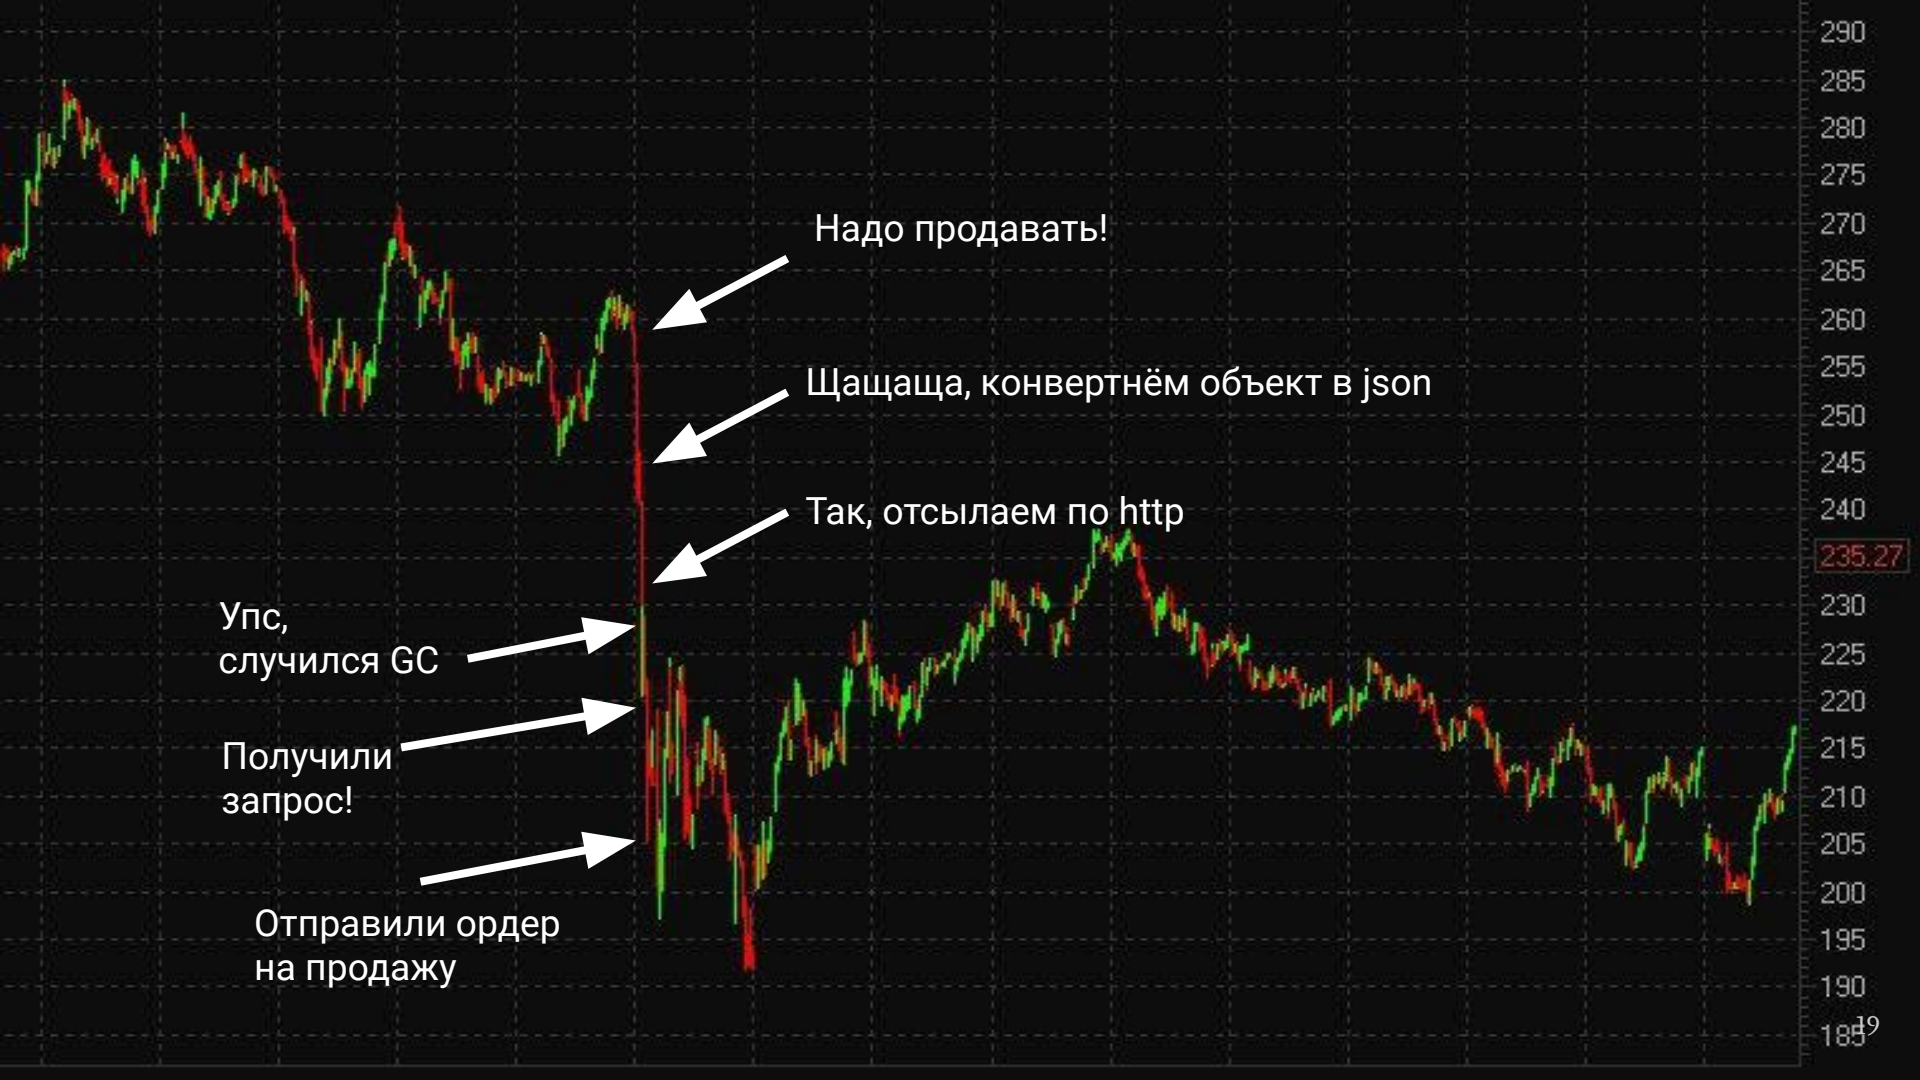 Надо продавать!
Щащаща, конвертнём объект в json
Так, отсылаем по http
Упс,
случился GC
Получили
запрос!
Отправили ордер
на продажу
290
285
280
275
270
265
260
255
250
245
240
235.27
230
225
220
215
210
205
200
195
190
185
19